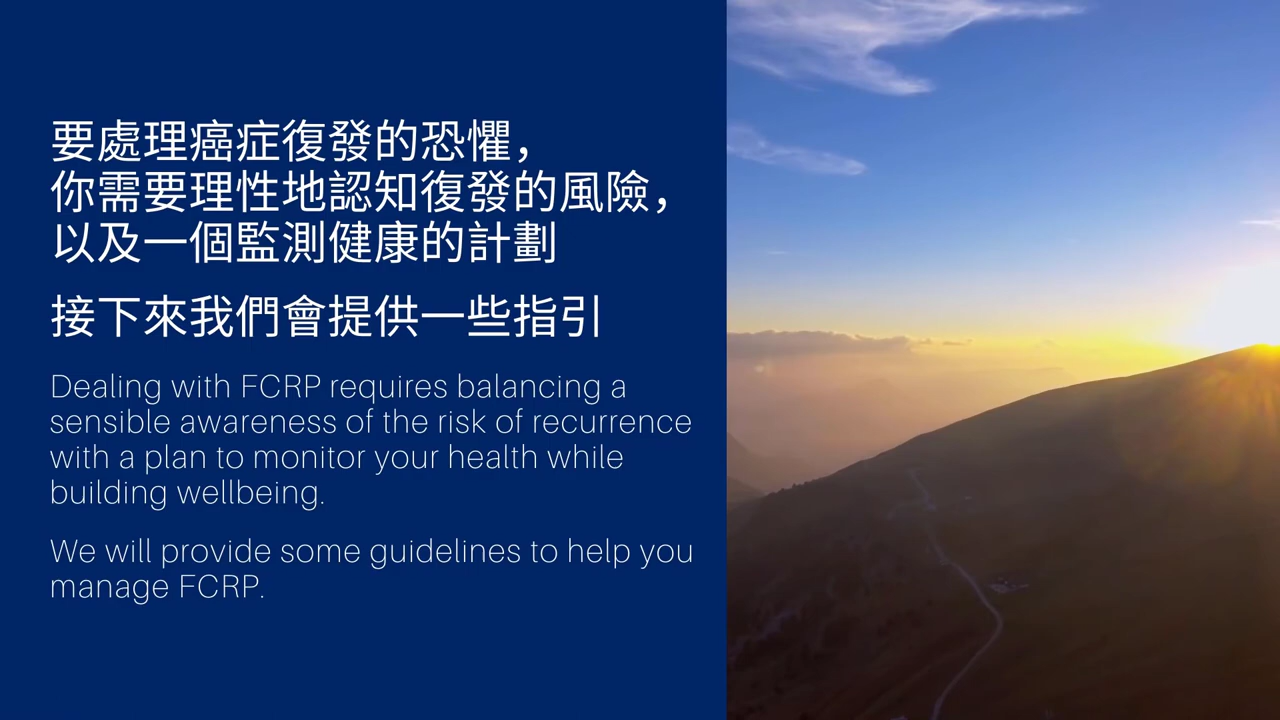 要處理癌症復發的恐懼，
你需要理性地認知復發的風險，
以及一個監測健康的計劃
接下來我們會提供一些指引
Dealing with FCRP requires balancing a
sensible awareness of the risk of recurrence
with a plan to monitor your health while
building wellbeing.
We will provide some guidelines to help you
manage FCRP.